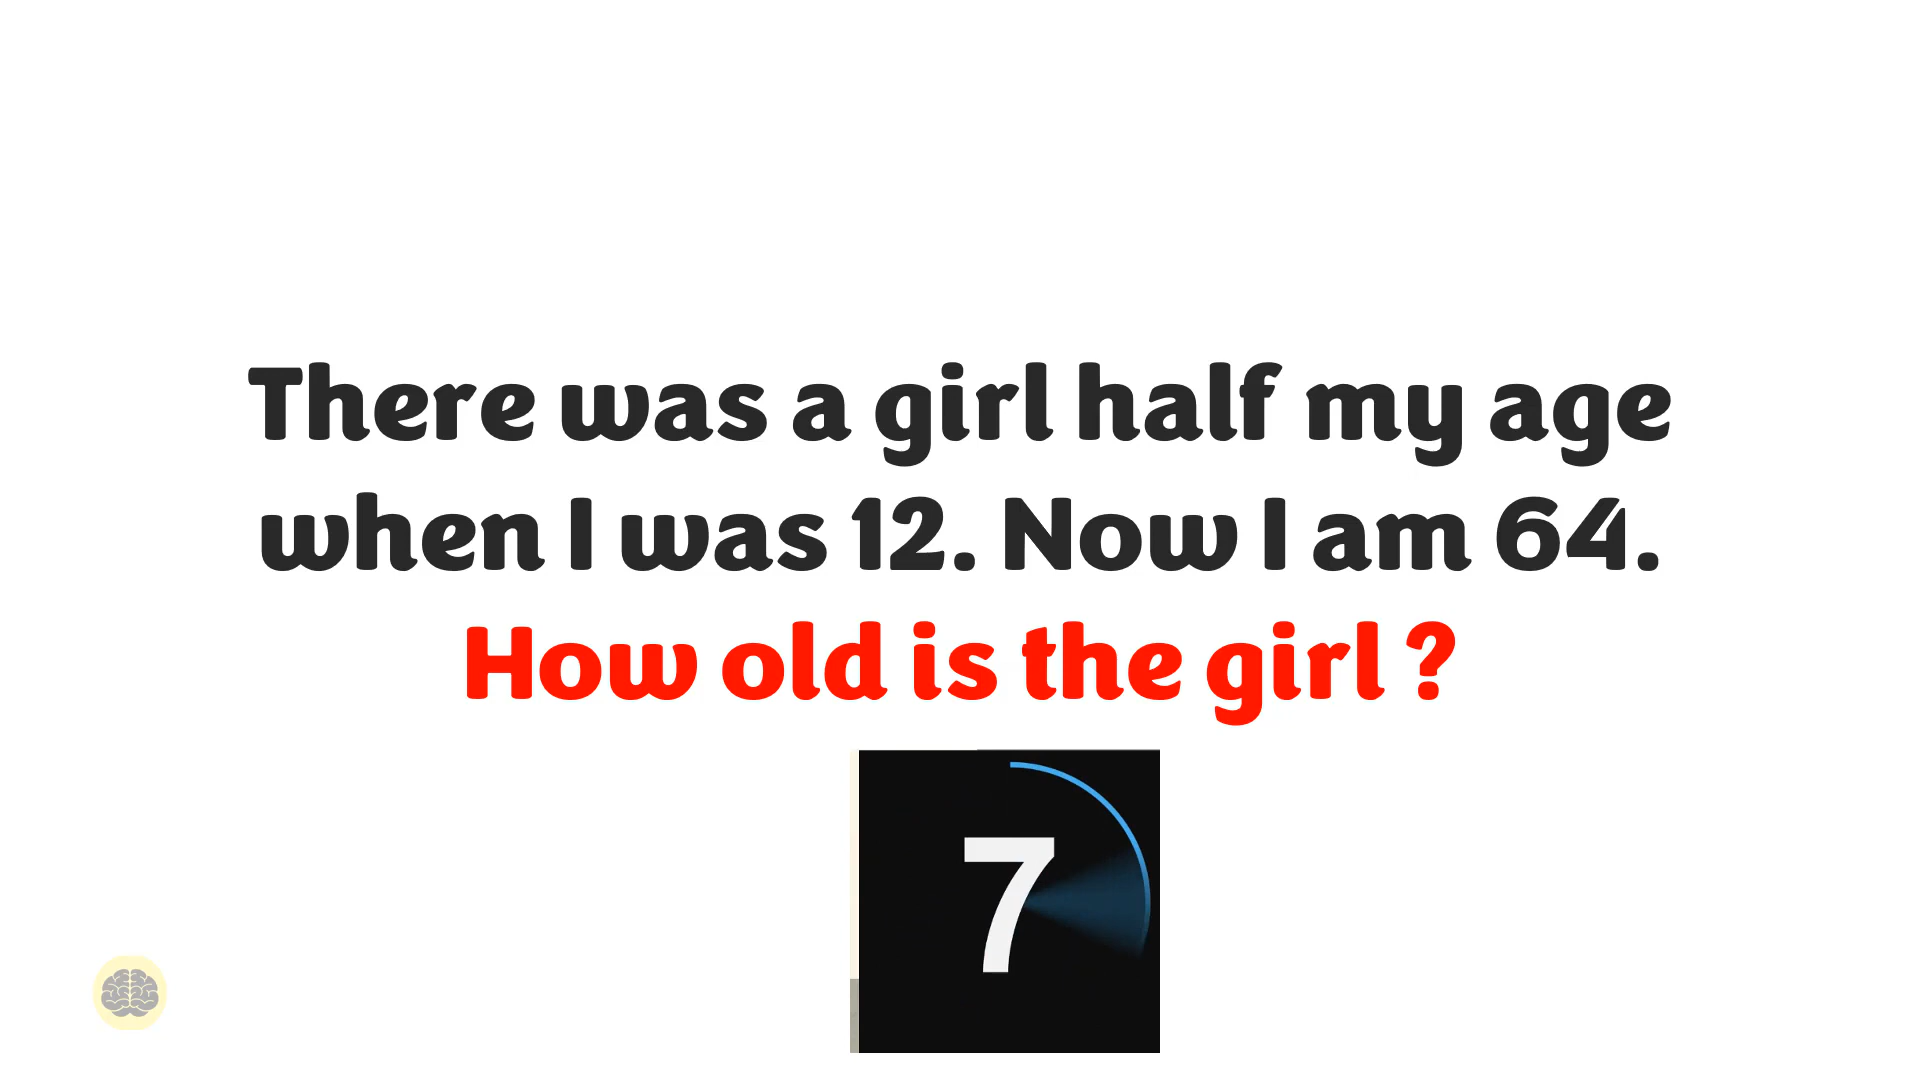 There was a girl half my age
when I was 12. Now I am 64.
How old is the girl ?
7